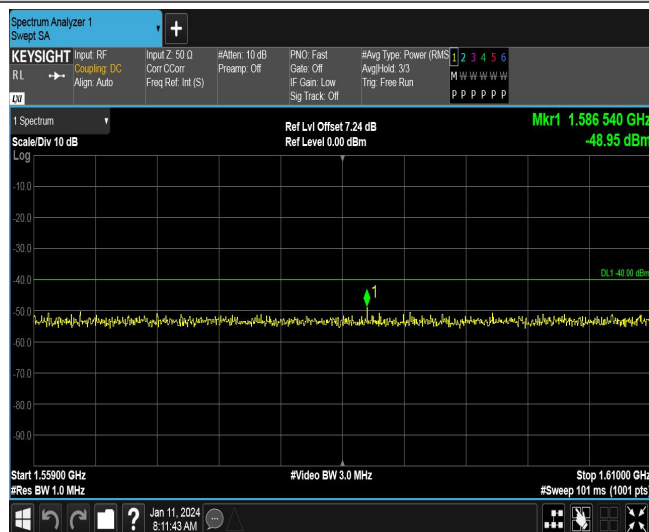 Spectrum Analyzer 1
Swept SA
+
KEYSIGHT
RL
LXI
Input: RF
Coupling: DC
Align: Auto
Input Z: 50 Ω
Corr CCorr
Freq Ref: Int (S)
#Atten: 10 dB
Preamp: Off
PNO: Fast
Gate: Off
IF Gain: Low
Sig Track: Off
#Avg Type: Power (RMS
Avg|Hold: 3/3
Trig: Free Run
1 2 3 4 5 6
M W W W W W
P P P P P P
1 Spectrum
Scale/Div 10 dB
Log
Ref Lvl Offset 7.24 dB
Ref Level 0.00 dBm
Mkr1 1.586 540 GHz
-48.95 dBm
-10.0
-20.0
-30.0
DL1 -40.00 dBm
-40.0
1
-50.0
-60.0
-70.0
-80.0
-90.0
Start 1.55900 GHz
#Res BW 1.0 MHz
#Video BW 3.0 MHz
Stop 1.61000 GHz
#Sweep 101 ms (1001 pts)
?
Jan 11, 2024
8:11:43 AM